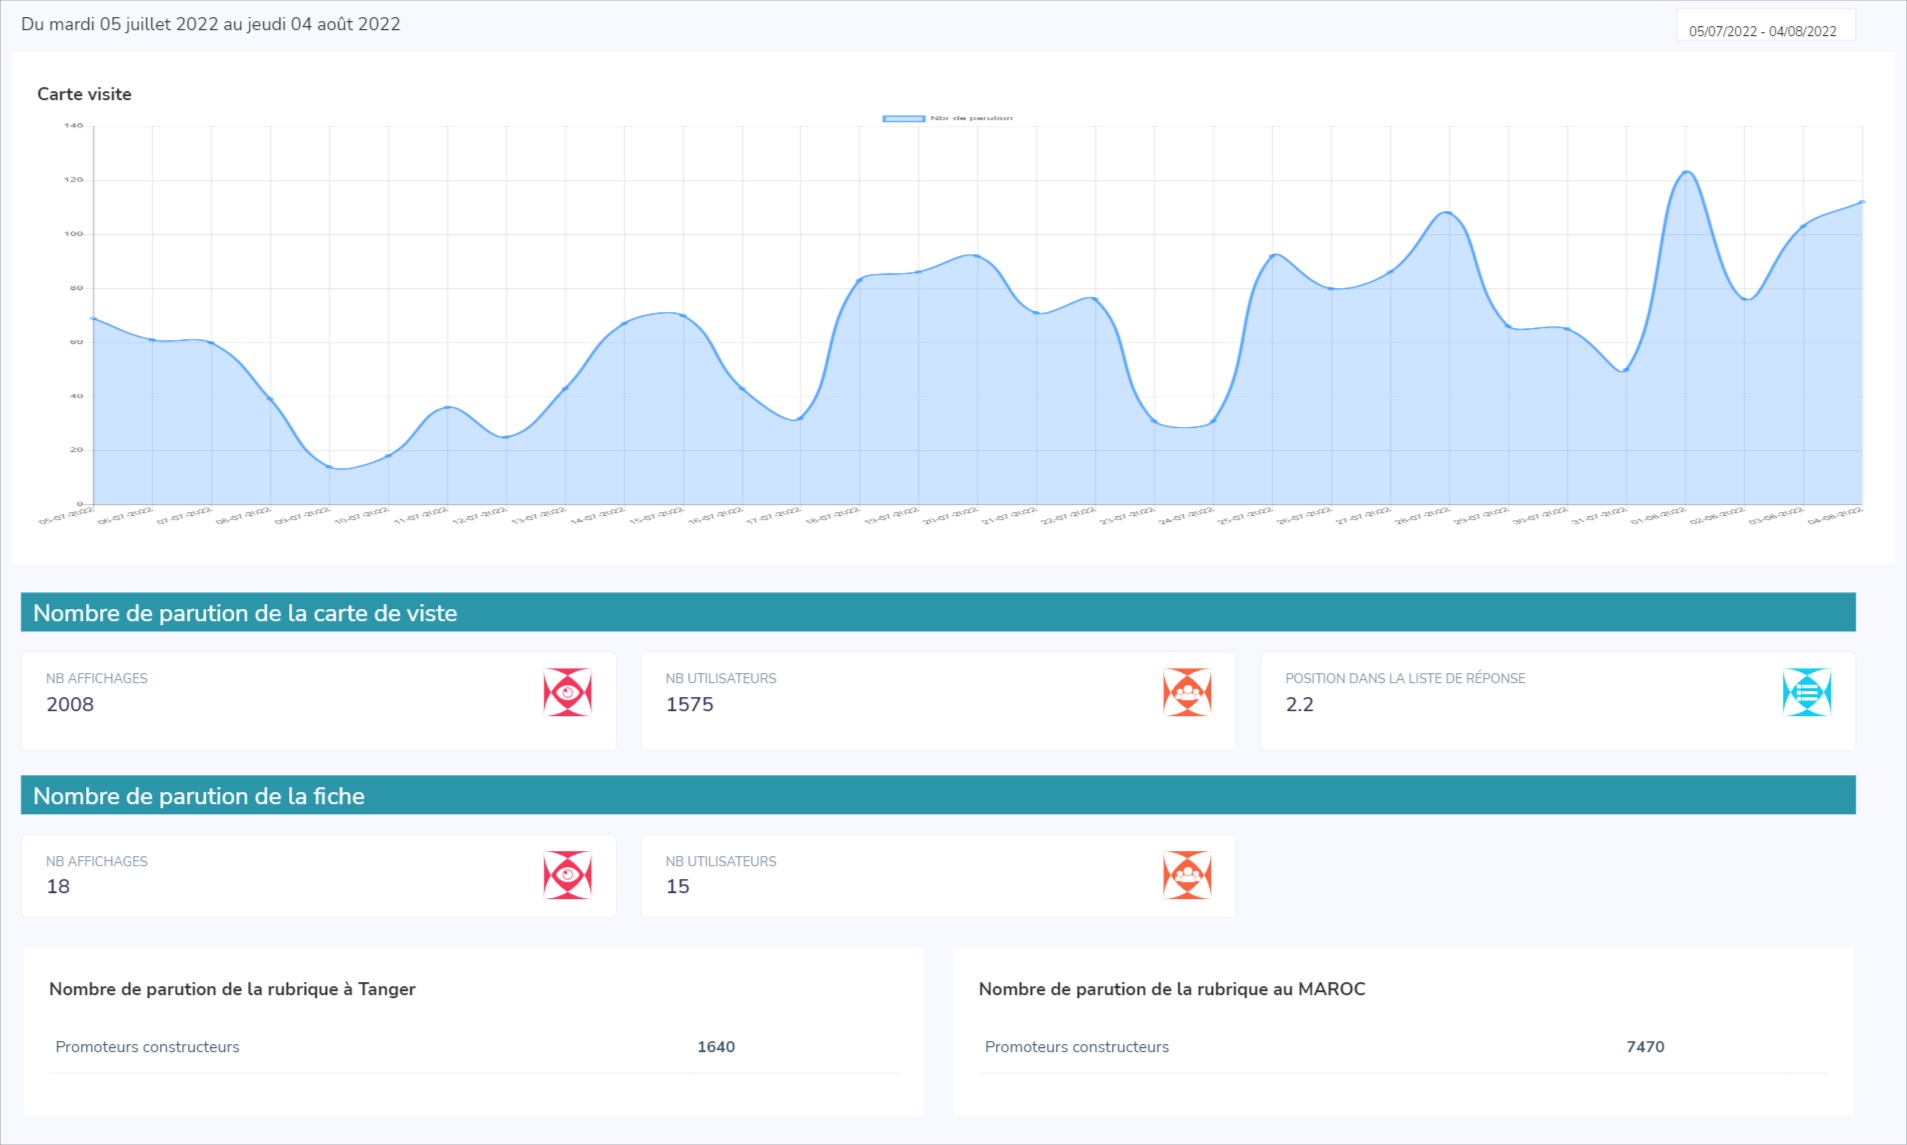 Du mardi 05 juillet 2022 au jeudi 04 août 2022
05/07/2022 - 04/08/2022
Carte visite
Nbr de parution
140
120
100
80
60
40
20
0
05-07-2022 06-07-2022 07-07-2022 08-07-2022 09-07-2022 10-07-2022 11-07-2022 12-07-2022 13-07-2022 14-07-2022 15-07-2022 16-07-2022 17-07-2022 18-07-2022 19-07-2022 20-07-2022 21-07-2022 22-07-2022 23-07-2022 24-07-2022 25-07-2022 26-07-2022 27-07-2022 28-07-2022 29-07-2022 30-07-2022 31-07-2022 01-08-2022 02-08-2022 03-08-2022 04-08-2022
Nombre de parution de la carte de viste
NB AFFICHAGES
2008
NB UTILISATEURS
1575
POSITION DANS LA LISTE DE RÉPONSE
2.2
Nombre de parution de la fiche
NB AFFICHAGES
18
NB UTILISATEURS
15
Nombre de parution de la rubrique à Tanger
Promoteurs constructeurs 1640
Nombre de parution de la rubrique au MAROC
Promoteurs constructeurs 7470